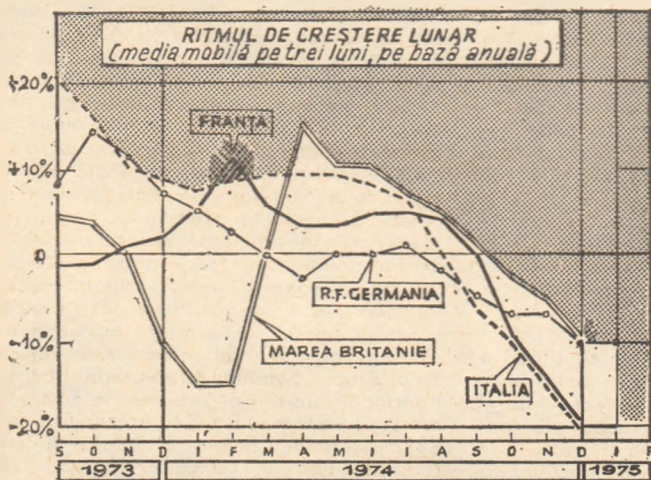 RITMUL DE CREȘTERE LUNAR
(media mobilă pe trei luni, pe bază anuală)
+20%
FRANȚA
+10%
0
R.F. GERMANIA
-10%
MAREA BRITANIE
ITALIA
-20%
S O N D I F M A M I I A S O N D I F
1973 1974 1975